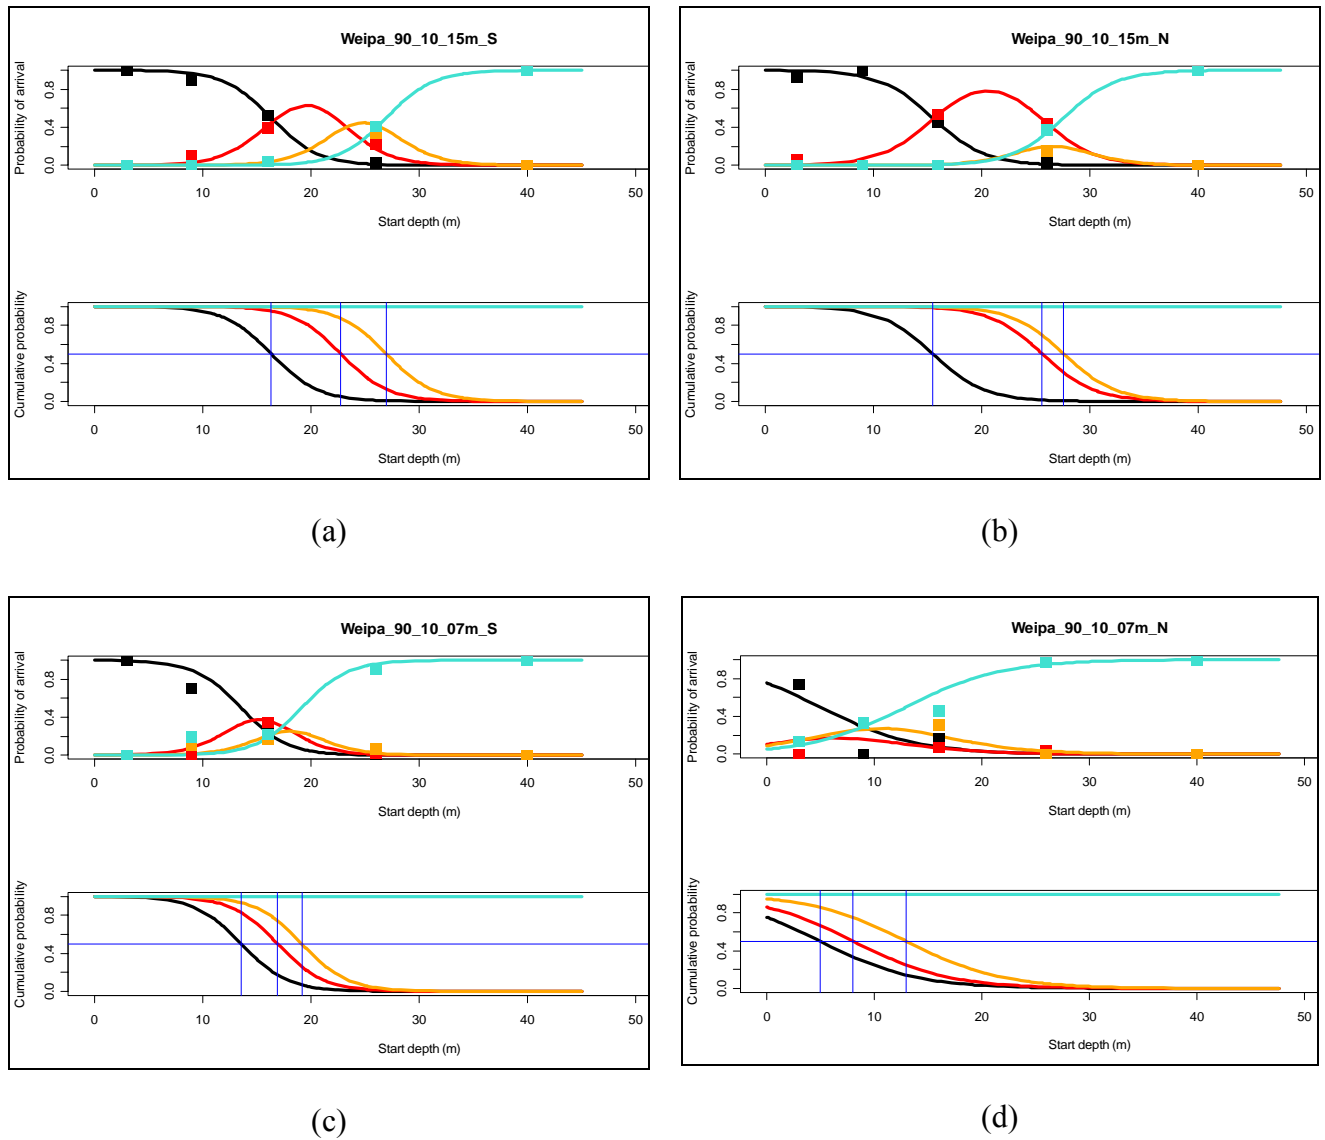 Weipa_90_10_15m_S
Probability of arrival
0.0 0.4 0.8
0 10 20 30 40 50
Start depth (m)
Cumulative probability
0.0 0.4 0.8
0 10 20 30 40 50
Start depth (m)
(a)
Weipa_90_10_15m_N
Probability of arrival
0.0 0.4 0.8
0 10 20 30 40 50
Start depth (m)
Cumulative probability
0.0 0.4 0.8
0 10 20 30 40 50
Start depth (m)
(b)
Weipa_90_10_07m_S
Probability of arrival
0.0 0.4 0.8
0 10 20 30 40 50
Start depth (m)
Cumulative probability
0.0 0.4 0.8
0 10 20 30 40 50
Start depth (m)
(c)
Weipa_90_10_07m_N
Probability of arrival
0.0 0.4 0.8
0 10 20 30 40 50
Start depth (m)
Cumulative probability
0.0 0.4 0.8
0 10 20 30 40 50
Start depth (m)
(d)